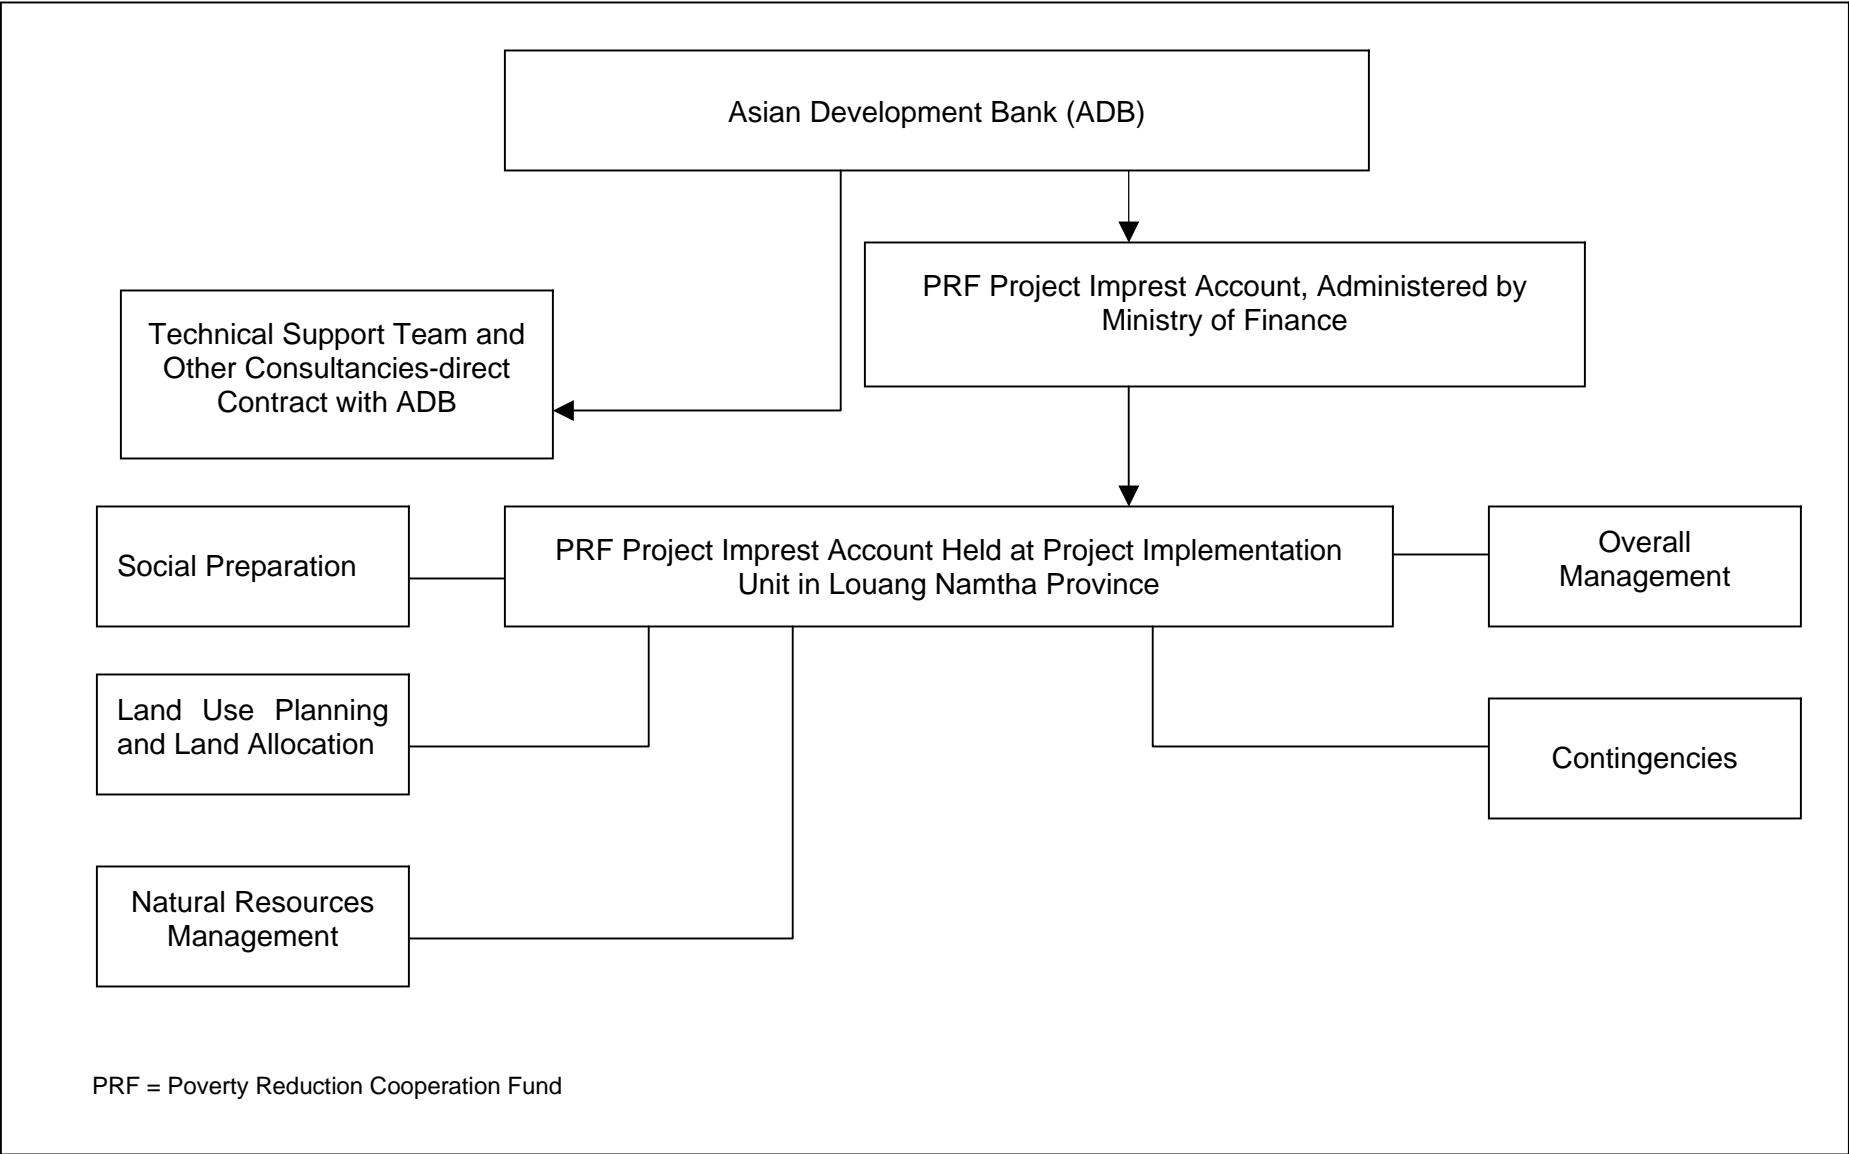 Asian Development Bank (ADB)
PRF Project Imprest Account, Administered by
Ministry of Finance
Technical Support Team and
Other Consultancies-direct
Contract with ADB
Social Preparation
PRF Project Imprest Account Held at Project Implementation
Unit in Louang Namtha Province
Overall
Management
Land Use Planning
and Land Allocation
Contingencies
Natural Resources
Management
PRF = Poverty Reduction Cooperation Fund